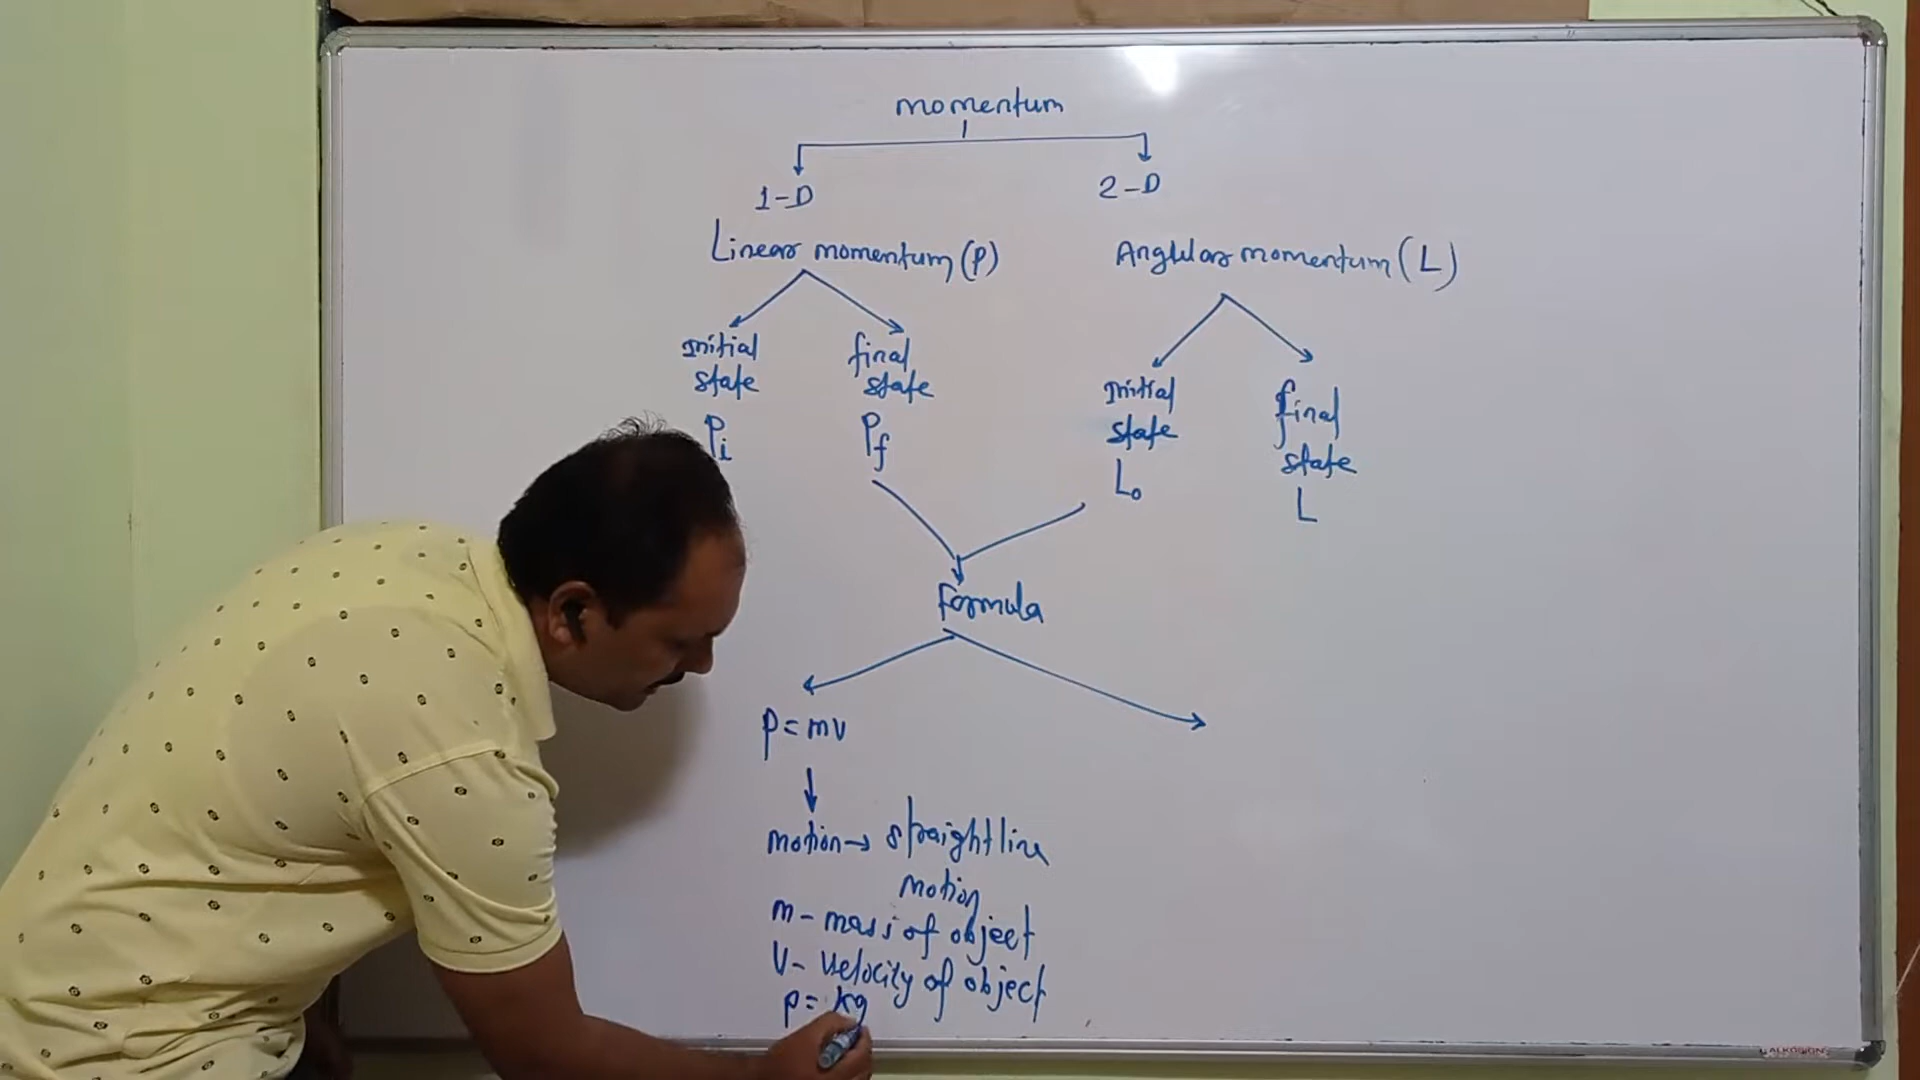 momentum
1-D
2-D
Linear momentum (P)
Angular momentum (L)
Initial
state
Pi
final
state
Pf
Initial
state
L₀
final
state
L
Formula
P = mv
motion → straight line
motion
m - mass of object
V - velocity of object
P = kg